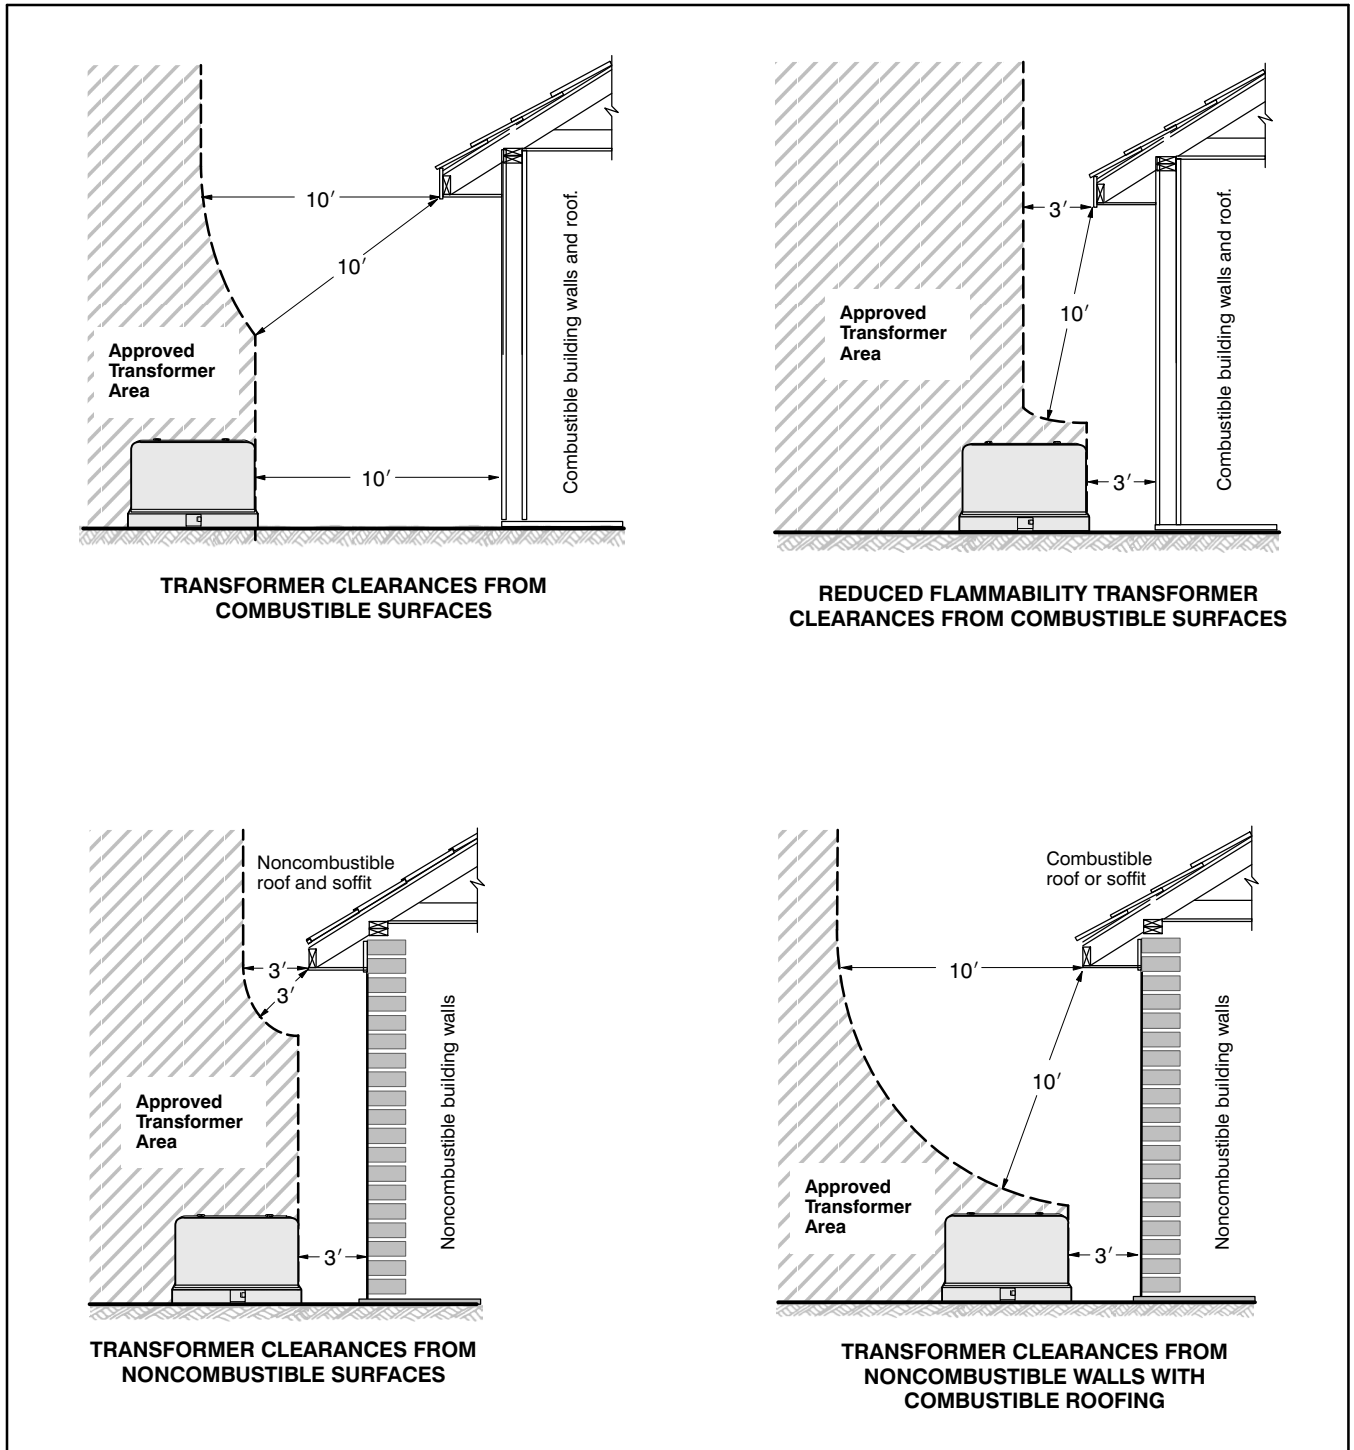 10′
10′
Approved
Transformer
Area
10′
Combustible building walls and roof.
TRANSFORMER CLEARANCES FROM
COMBUSTIBLE SURFACES
3′
10′
Approved
Transformer
Area
3′
Combustible building walls and roof.
REDUCED FLAMMABILITY TRANSFORMER
CLEARANCES FROM COMBUSTIBLE SURFACES
Noncombustible
roof and soffit
3′
3′
Approved
Transformer
Area
3′
Noncombustible building walls
TRANSFORMER CLEARANCES FROM
NONCOMBUSTIBLE SURFACES
Combustible
roof or soffit
10′
10′
Approved
Transformer
Area
3′
Noncombustible building walls
TRANSFORMER CLEARANCES FROM
NONCOMBUSTIBLE WALLS WITH
COMBUSTIBLE ROOFING